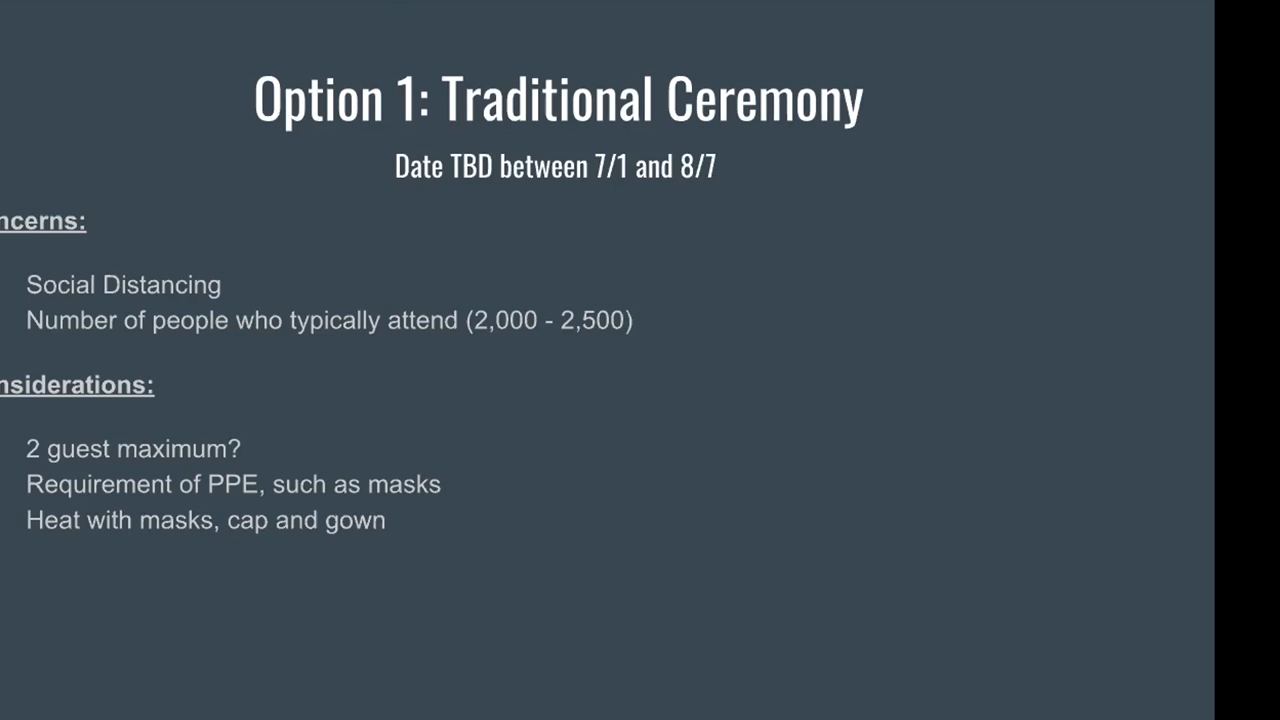 Option 1: Traditional Ceremony
Date TBD between 7/1 and 8/7
ncerns:
Social Distancing
Number of people who typically attend (2,000 - 2,500)
nsiderations:
2 guest maximum?
Requirement of PPE, such as masks
Heat with masks, cap and gown